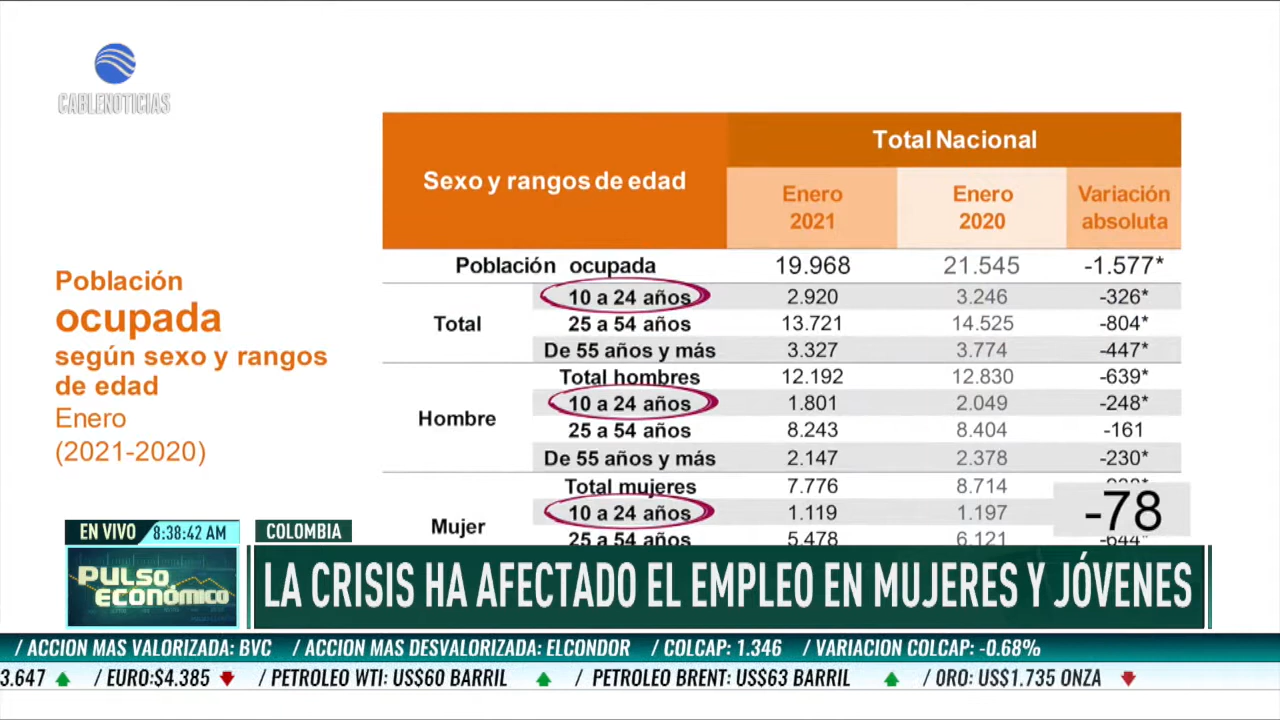 CABLENOTICIAS
Sexo y rangos de edad
Total Nacional
Enero 2021
Enero 2020
Variación absoluta
Población ocupada 19.968 21.545 -1.577*
Total
10 a 24 años 2.920 3.246 -326*
25 a 54 años 13.721 14.525 -804*
De 55 años y más 3.327 3.774 -447*
Hombre
Total hombres 12.192 12.830 -639*
10 a 24 años 1.801 2.049 -248*
25 a 54 años 8.243 8.404 -161
De 55 años y más 2.147 2.378 -230*
Mujer
Total mujeres 7.776 8.714
10 a 24 años 1.119 1.197 -78
25 a 54 años 5.478 6.121 -644*
Población
ocupada
según sexo y rangos
de edad
Enero
(2021-2020)
EN VIVO 8:38:42 AM COLOMBIA
PULSO
ECONÓMICO
LA CRISIS HA AFECTADO EL EMPLEO EN MUJERES Y JÓVENES
/ ACCION MAS VALORIZADA: BVC / ACCION MAS DESVALORIZADA: ELCONDOR / COLCAP: 1.346 / VARIACION COLCAP: -0.68%
3.647 / EURO:$4.385 / PETROLEO WTI: US$60 BARRIL / PETROLEO BRENT: US$63 BARRIL / ORO: US$1.735 ONZA